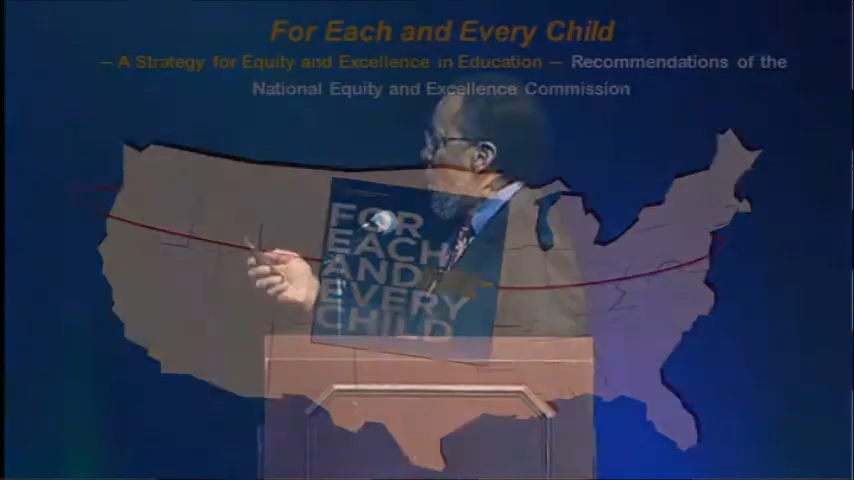 For Each and Every Child
– A Strategy for Equity and Excellence in Education – Recommendations of the
National Equity and Excellence Commission
FOR
EACH
AND
EVERY
CHILD